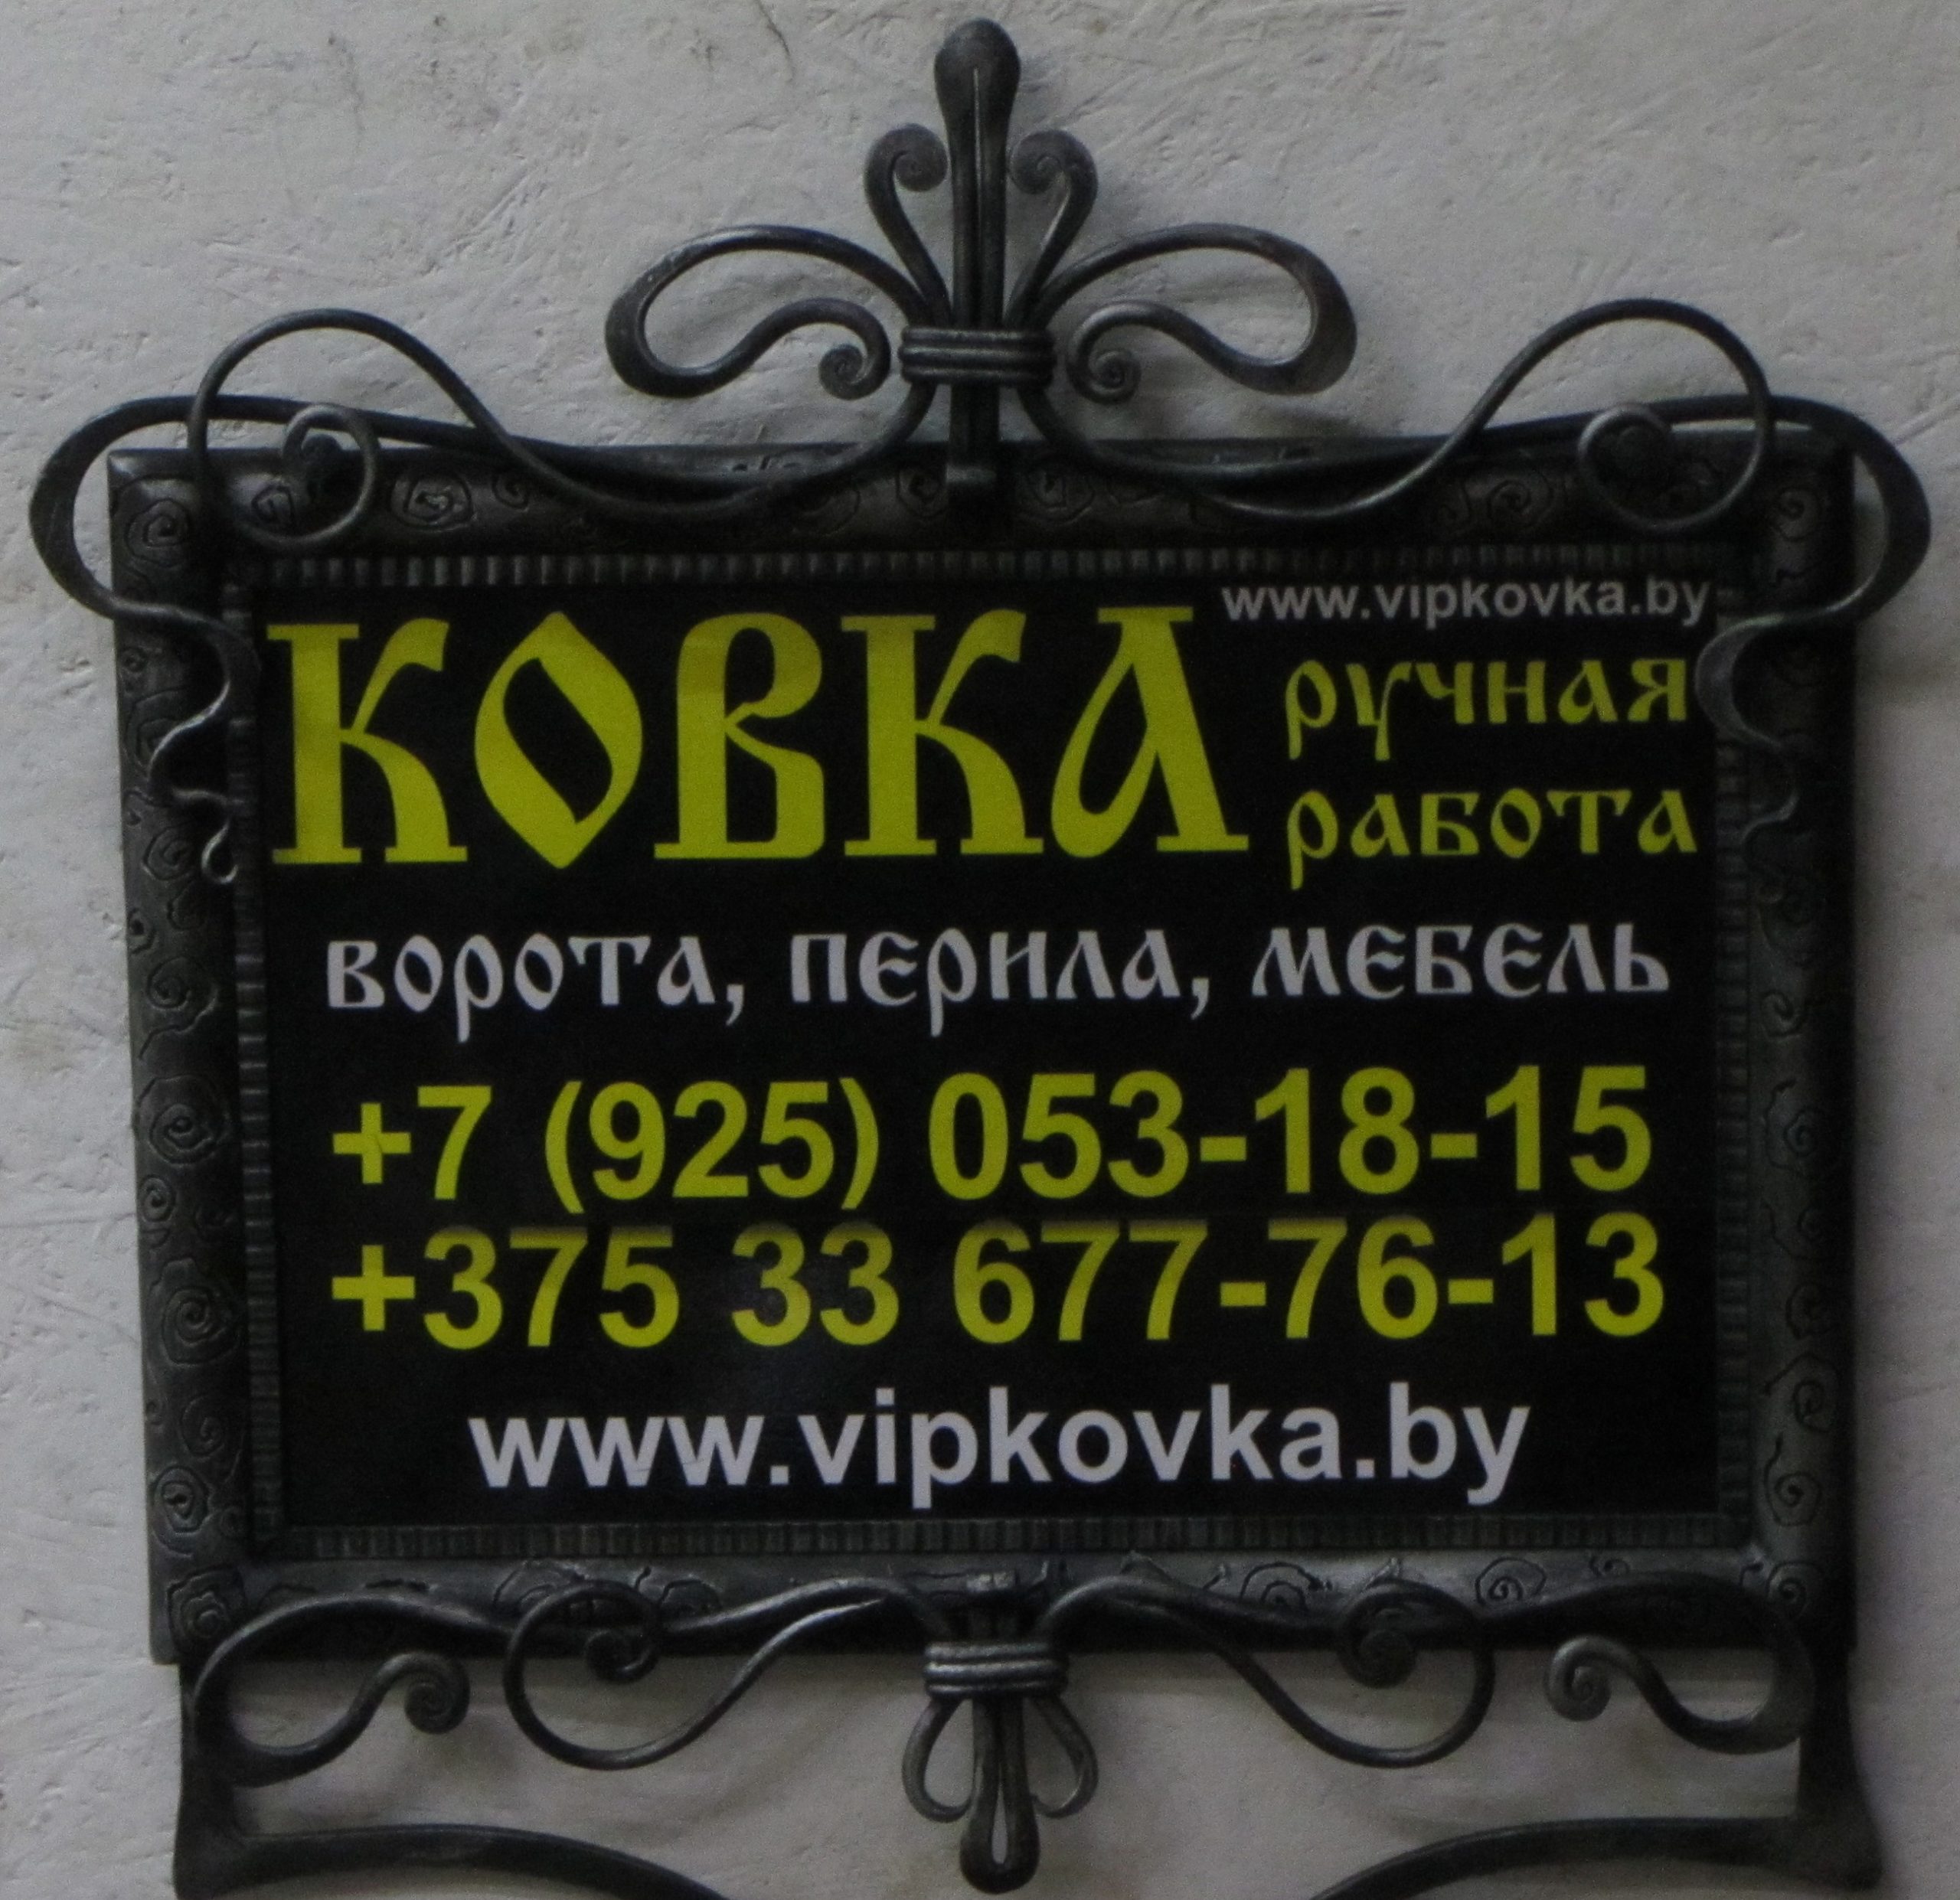 www.vipkovka.by
КОВКА ручная
работа
ворота, перила, мебель
+7 (925) 053-18-15
+375 33 677-76-13
www.vipkovka.by